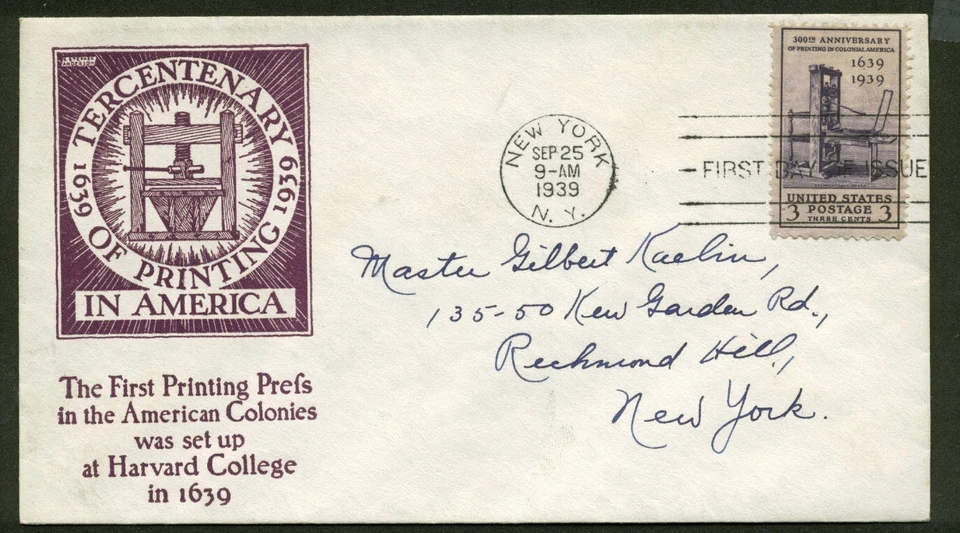 TERCENTENARY
1639 OF PRINTING 1939
IN AMERICA
The First Printing Preſs
in the American Colonies
was set up
at Harvard College
in 1639
NEW YORK
SEP 25
9-AM
1939
N. Y.
FIRST DAY OF ISSUE
300TH ANNIVERSARY
OF PRINTING IN COLONIAL AMERICA
1639
1939
UNITED STATES
3 POSTAGE 3
THREE CENTS
Master Gilbert Kaelin,
135-50 Kew Garden Rd.,
Richmond Hill,
New York.